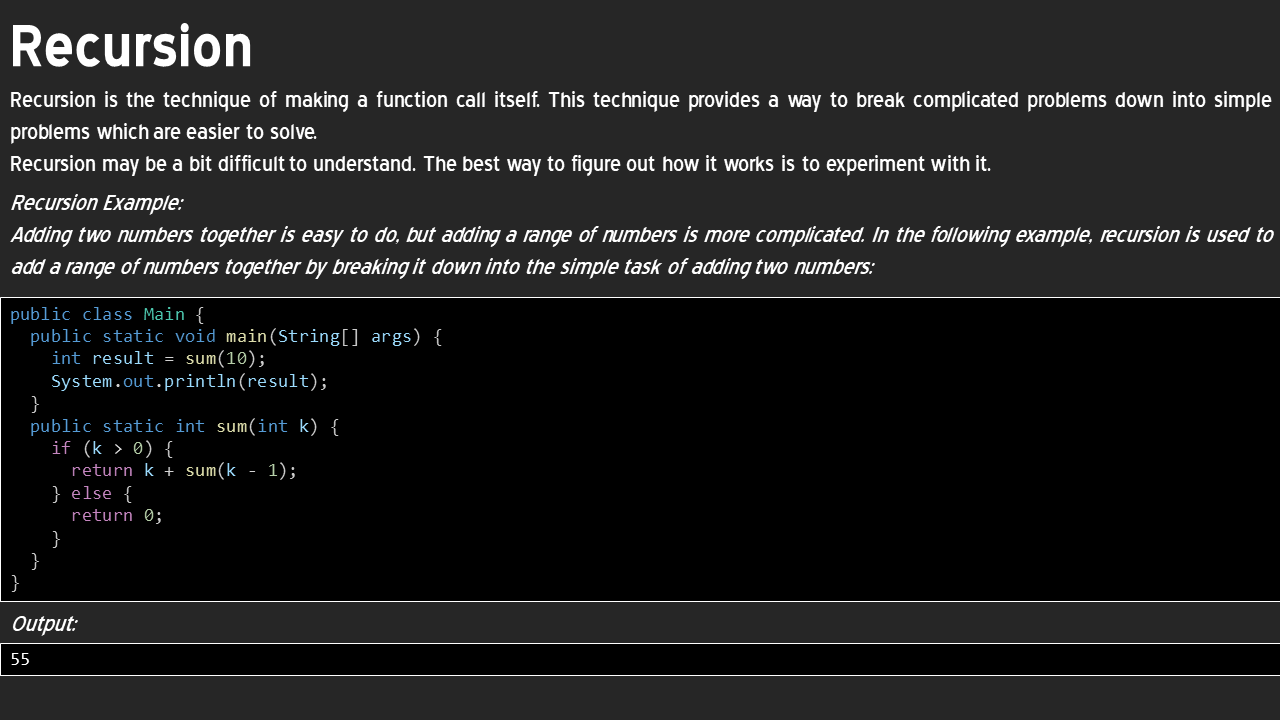 Recursion
Recursion is the technique of making a function call itself. This technique provides a way to break complicated problems down into simple
problems which are easier to solve.
Recursion may be a bit difficult to understand. The best way to figure out how it works is to experiment with it.
Recursion Example:
Adding two numbers together is easy to do, but adding a range of numbers is more complicated. In the following example, recursion is used to
add a range of numbers together by breaking it down into the simple task of adding two numbers:
public class Main {
  public static void main(String[] args) {
    int result = sum(10);
    System.out.println(result);
  }
  public static int sum(int k) {
    if (k > 0) {
      return k + sum(k - 1);
    } else {
      return 0;
    }
  }
}
Output:
55